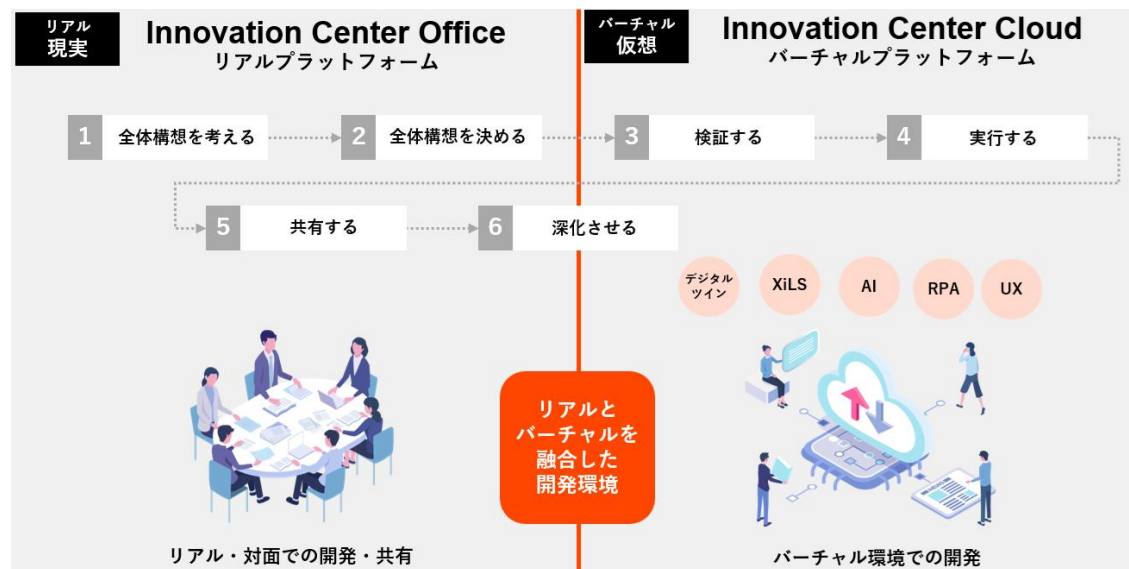 リアル
現実
Innovation Center Office
リアルプラットフォーム
バーチャル
仮想
Innovation Center Cloud
バーチャルプラットフォーム
1 全体構想を考える
2 全体構想を決める
3 検証する
4 実行する
5 共有する
6 深化させる
デジタル
ツイン
XiLS
AI
RPA
UX
リアルと
バーチャルを
融合した
開発環境
リアル・対面での開発・共有
バーチャル環境での開発